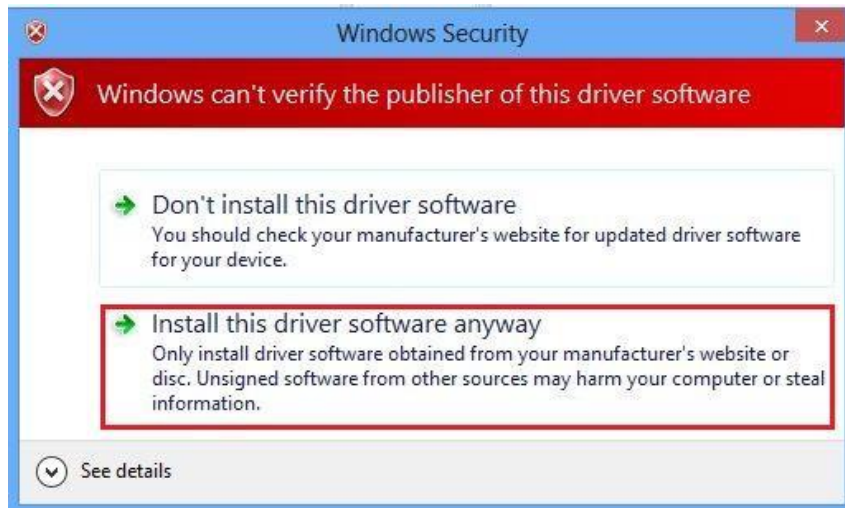 Windows Security
Windows can't verify the publisher of this driver software
Don't install this driver software
You should check your manufacturer's website for updated driver software
for your device.
Install this driver software anyway
Only install driver software obtained from your manufacturer's website or
disc. Unsigned software from other sources may harm your computer or steal
information.
See details